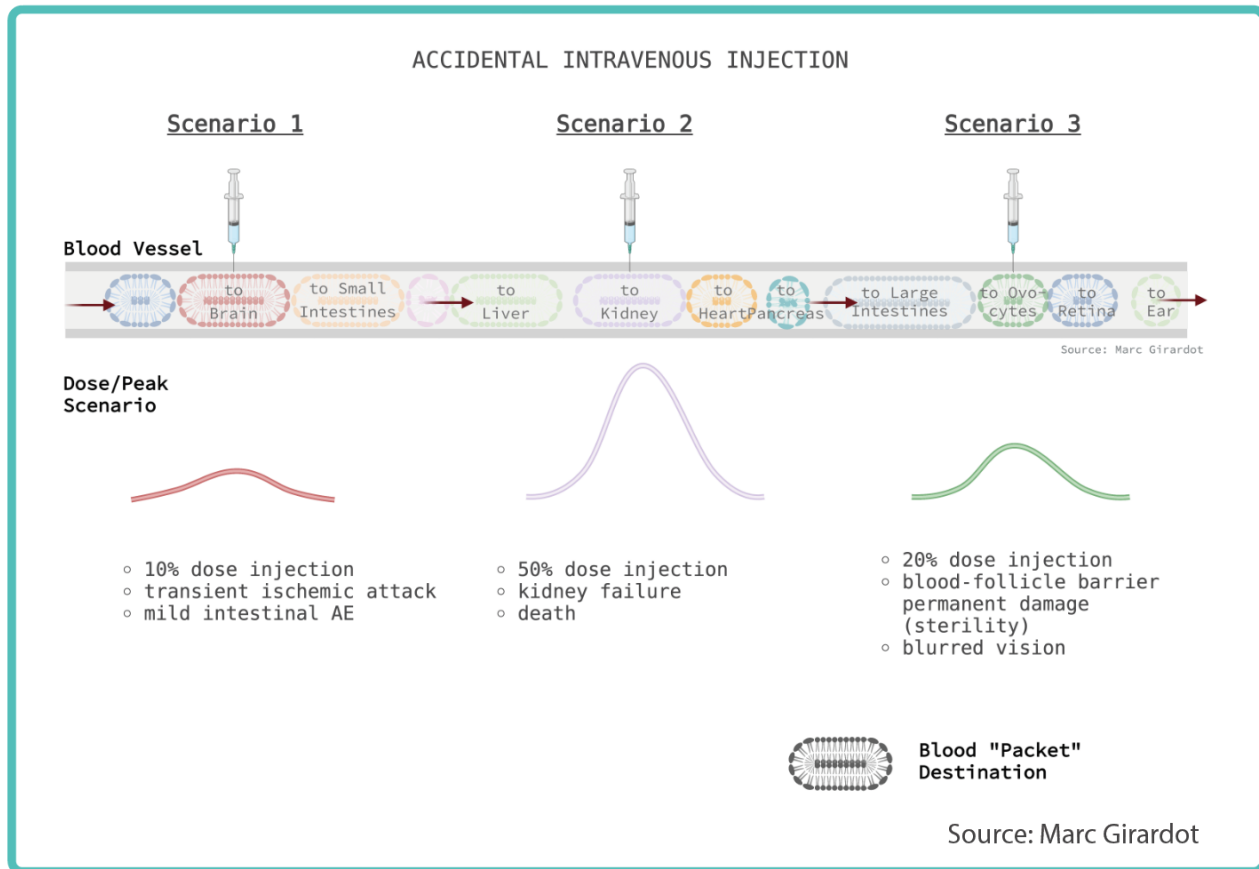 ACCIDENTAL INTRAVENOUS INJECTION
Scenario 1
Scenario 2
Scenario 3
Blood Vessel
to
Brain
to Small
Intestines
to
Liver
to
Kidney
to
Heart
to
Pancreas
to Large
Intestines
to Ovo-
cytes
to
Retina
to
Ear
Source: Marc Girardot
Dose/Peak
Scenario
○ 10% dose injection
○ transient ischemic attack
○ mild intestinal AE
○ 50% dose injection
○ kidney failure
○ death
○ 20% dose injection
○ blood-follicle barrier
permanent damage
(sterility)
○ blurred vision
Blood "Packet"
Destination
Source: Marc Girardot